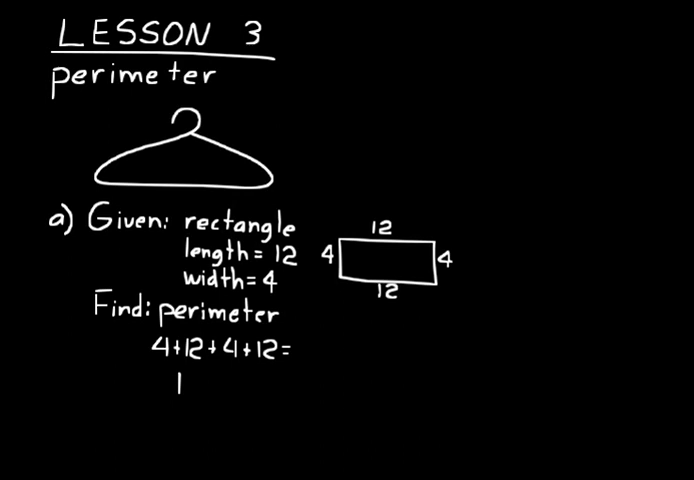 LESSON 3
perimeter
a) Given: rectangle
length = 12
width = 4
12
4
4
12
Find: perimeter
4+12+4+12=
1